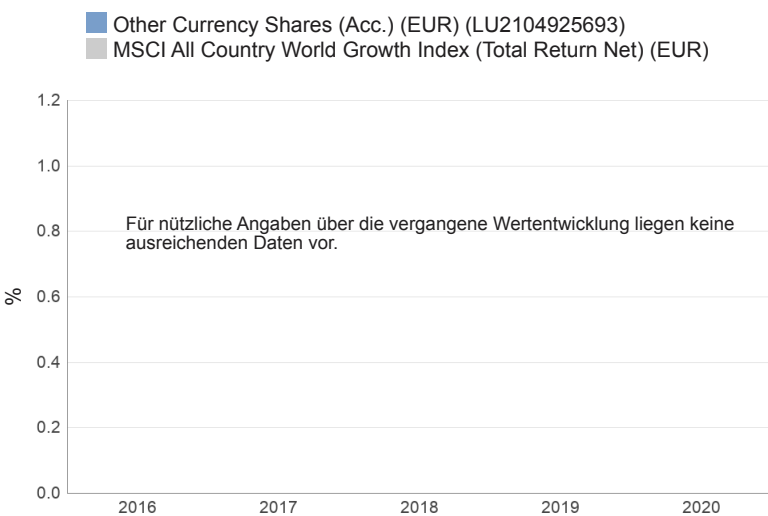 Other Currency Shares (Acc.) (EUR) (LU2104925693)
MSCI All Country World Growth Index (Total Return Net) (EUR)
1.2
1.0
Für nützliche Angaben über die vergangene Wertentwicklung liegen keine
0.8
ausreichenden Daten vor.
%
0.6
0.4
0.2
0.0
2016 2017 2018 2019 2020